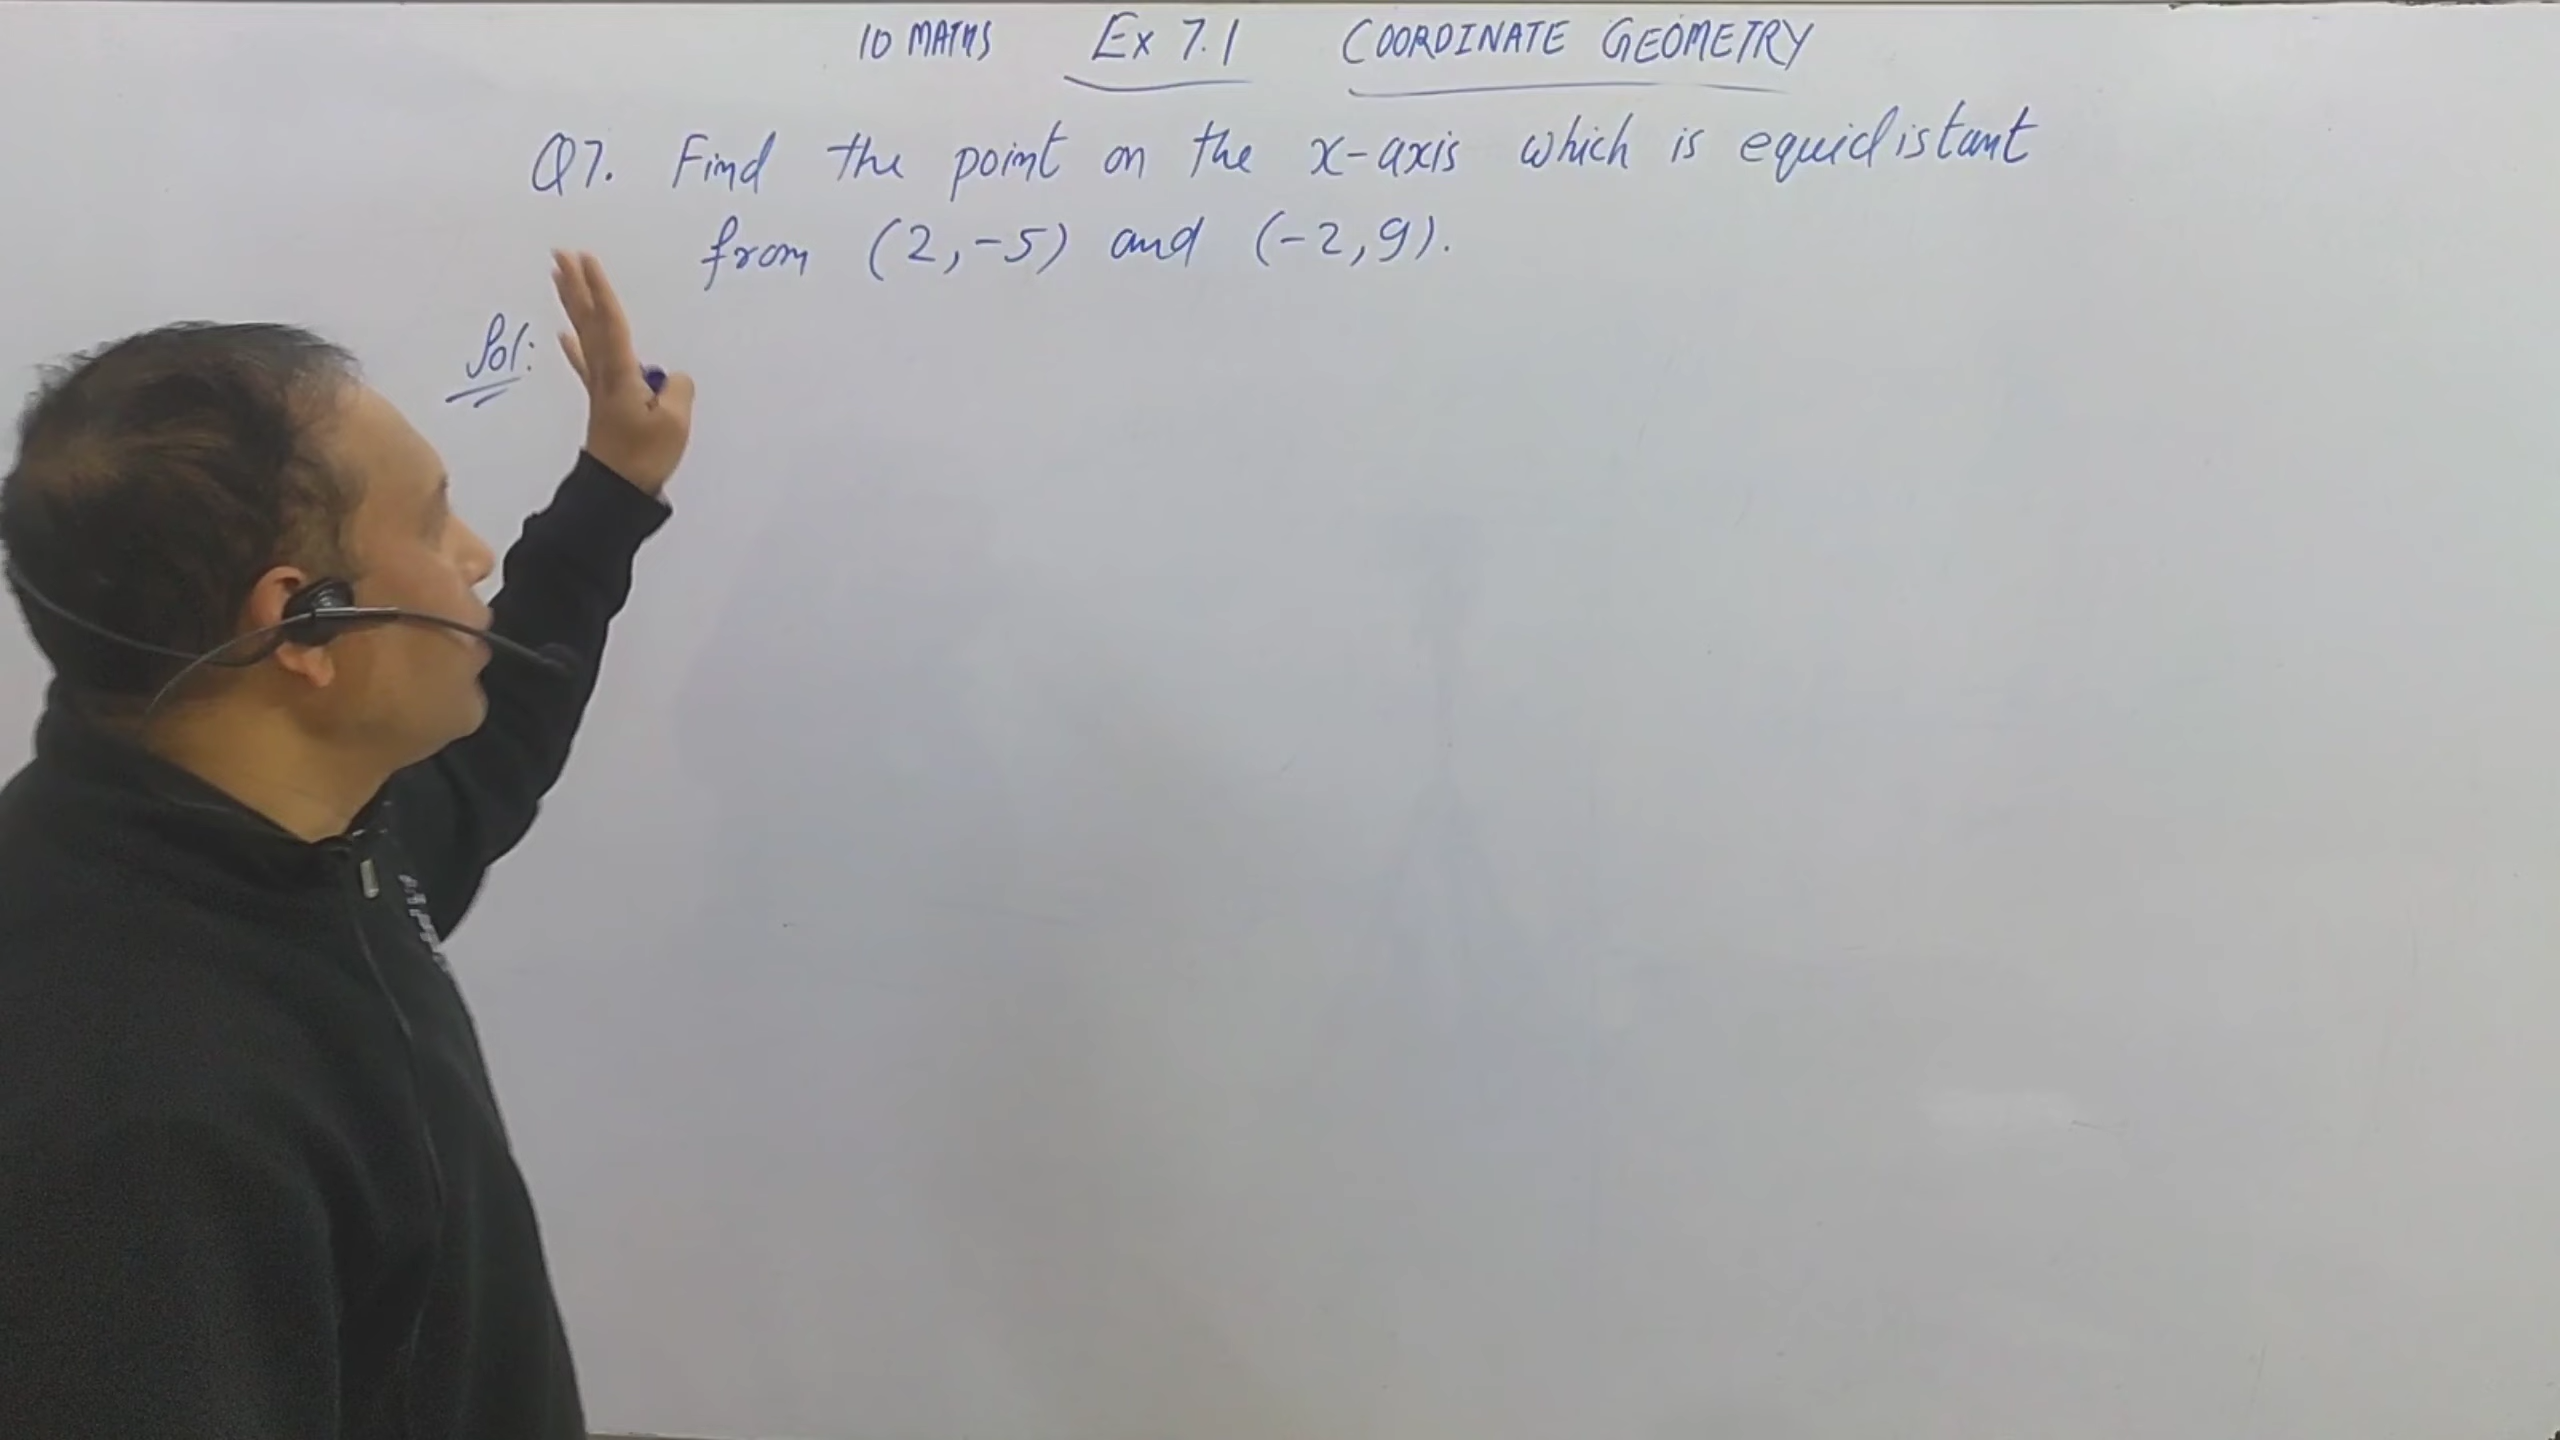 10 MATHS Ex 7.1 COORDINATE GEOMETRY
Q7. Find the point on the x-axis which is equidistant
from (2,-5) and (-2,9).
Sol: